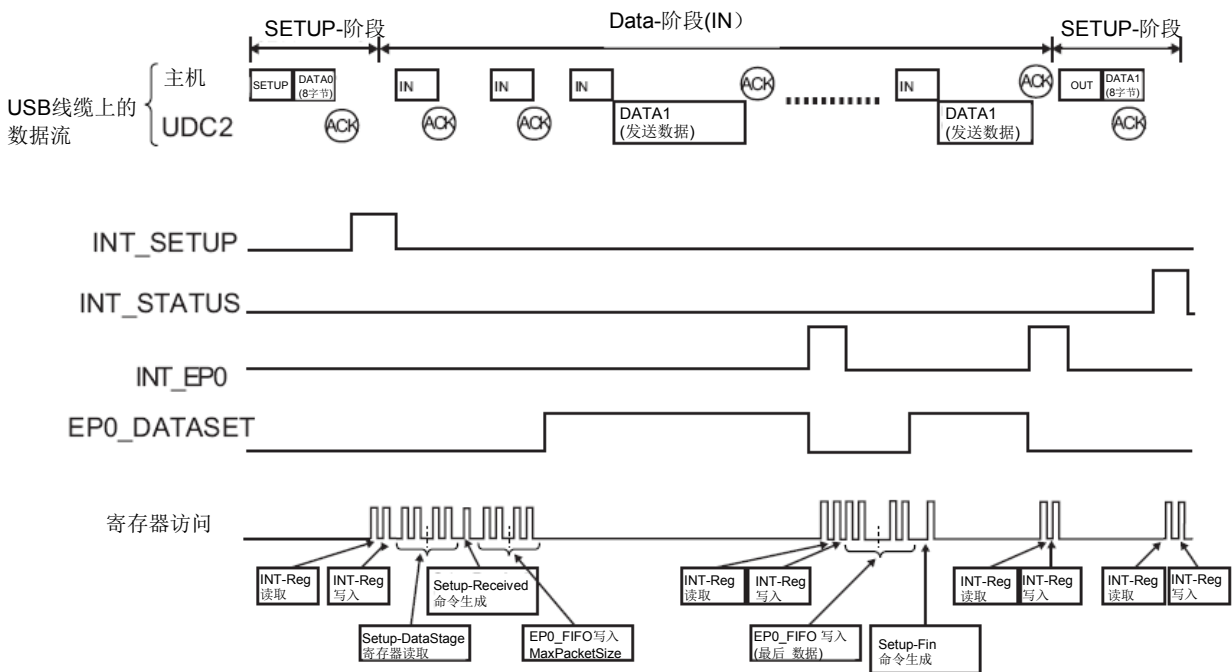 SETUP-阶段
Data-阶段(IN）
SETUP-阶段
USB线缆上的
数据流
主机
UDC2
SETUP
DATA0
(8字节)
ACK
IN
ACK
IN
ACK
IN
DATA1
(发送数据)
ACK
IN
DATA1
(发送数据)
ACK
OUT
DATA1
(8字节)
ACK
INT_SETUP
INT_STATUS
INT_EP0
EP0_DATASET
寄存器访问
INT-Reg
读取
INT-Reg
写入
Setup-DataStage
寄存器读取
Setup-Received
命令生成
EP0_FIFO写入
MaxPacketSize
INT-Reg
读取
INT-Reg
写入
EP0_FIFO 写入
(最后 数据)
Setup-Fin
命令生成
INT-Reg
读取
INT-Reg
写入
INT-Reg
读取
INT-Reg
写入